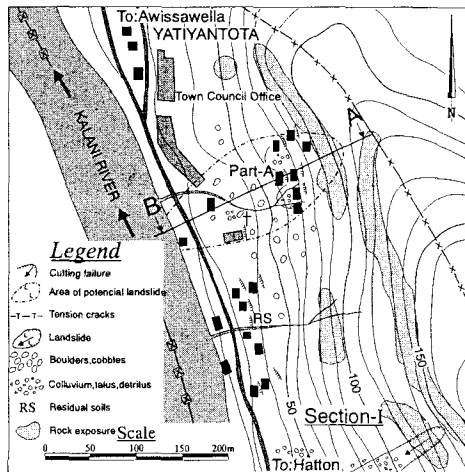 To:Awissawella
YATIYANTOTA
Town Council Office
A
N
KALANI RIVER
Part-A
B
Legend
Cutting failure
Area of potencial landslide
-T-T- Tension cracks
Landslide
Boulders,cobbles
Colluvium,talus,detritus
RS Residual soils
Rock exposure
RS
50
100
150
Section-I
Scale
0 50 100 150 200m
To:Hatton